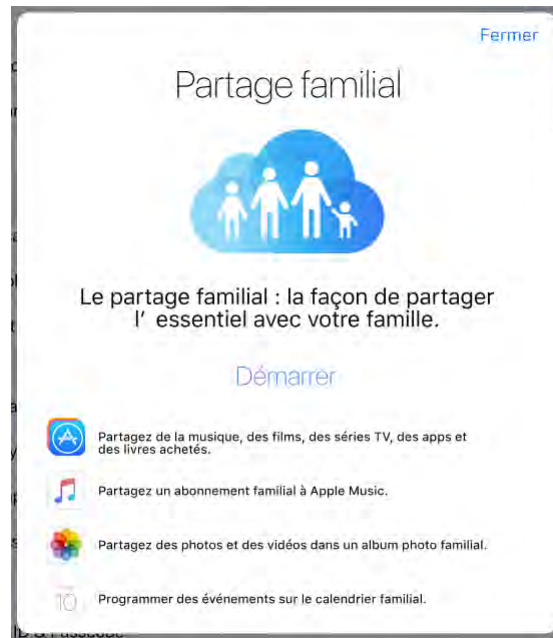 Fermer
Partage familial
Le partage familial : la façon de partager
l' essentiel avec votre famille.
Démarrer
Partagez de la musique, des films, des séries TV, des apps et
des livres achetés.
Partagez un abonnement familial à Apple Music.
Partagez des photos et des vidéos dans un album photo familial.
10
Programmer des événements sur le calendrier familial.